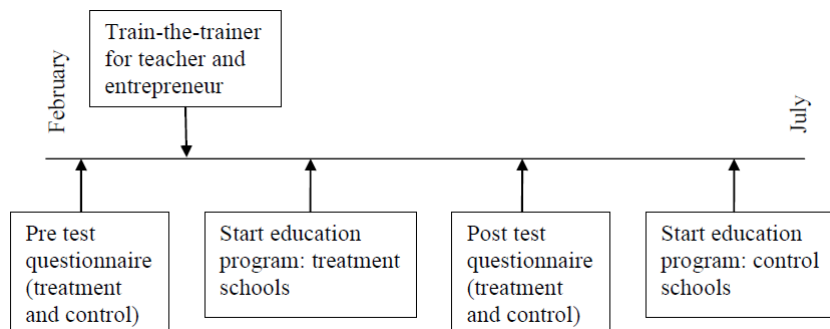 Train-the-trainer
for teacher and
entrepreneur
February
July
Pre test
questionnaire
(treatment
and control)
Start education
program: treatment
schools
Post test
questionnaire
(treatment
and control)
Start education
program: control
schools